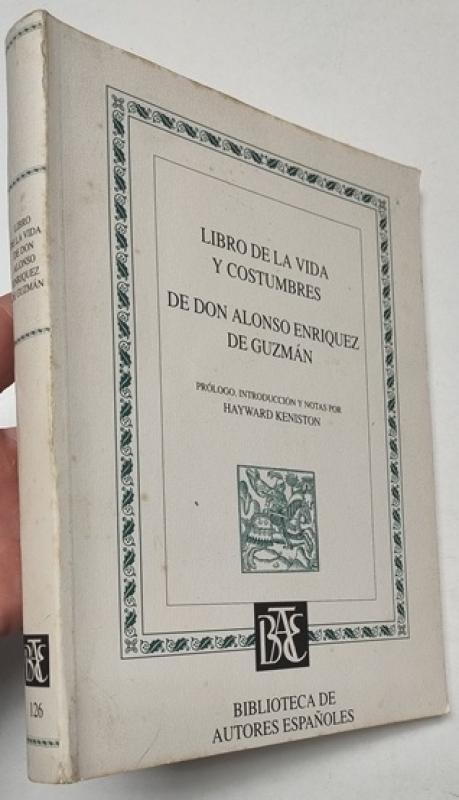 LIBRO DE LA VIDA
Y COSTUMBRES
DE DON ALONSO ENRIQUEZ
DE GUZMÁN
PRÓLOGO, INTRODUCCIÓN Y NOTAS POR
HAYWARD KENISTON
BAE
BIBLIOTECA DE
AUTORES ESPAÑOLES
LIBRO
DE LA VIDA
DE DON
ALONSO
ENRIQUEZ
DE GUZMÁN
BAE
126